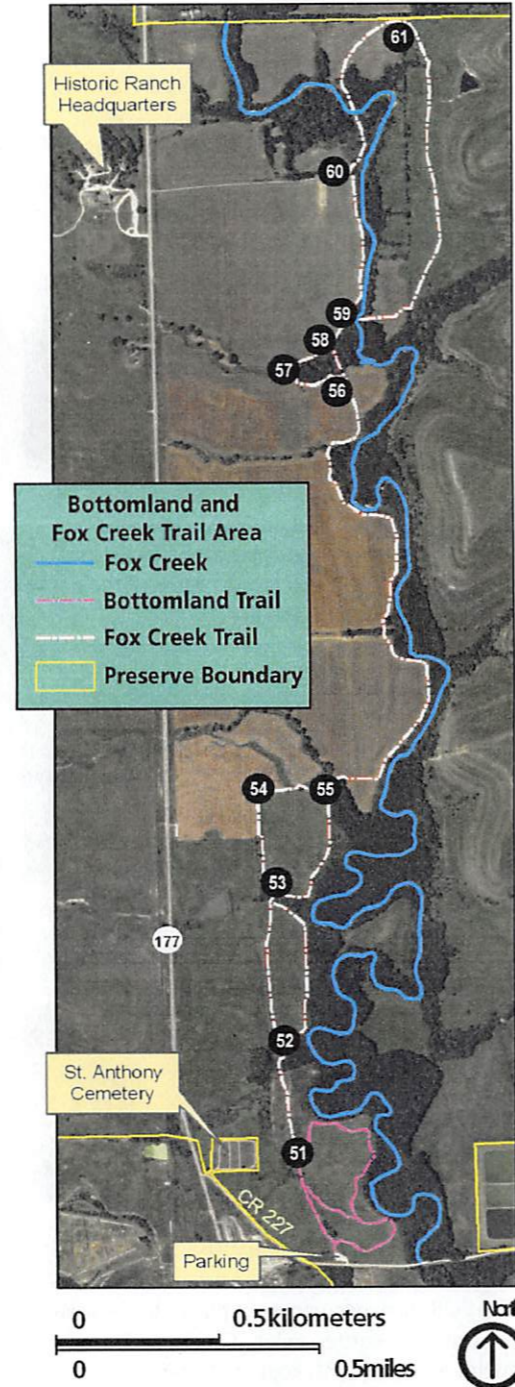 61
Historic Ranch
Headquarters
60
59
58
57
56
Bottomland and
Fox Creek Trail Area
Fox Creek
Bottomland Trail
Fox Creek Trail
Preserve Boundary
54
55
53
177
52
St. Anthony
Cemetery
51
CR 227
Parking
0
0.5kilometers
0
0.5miles